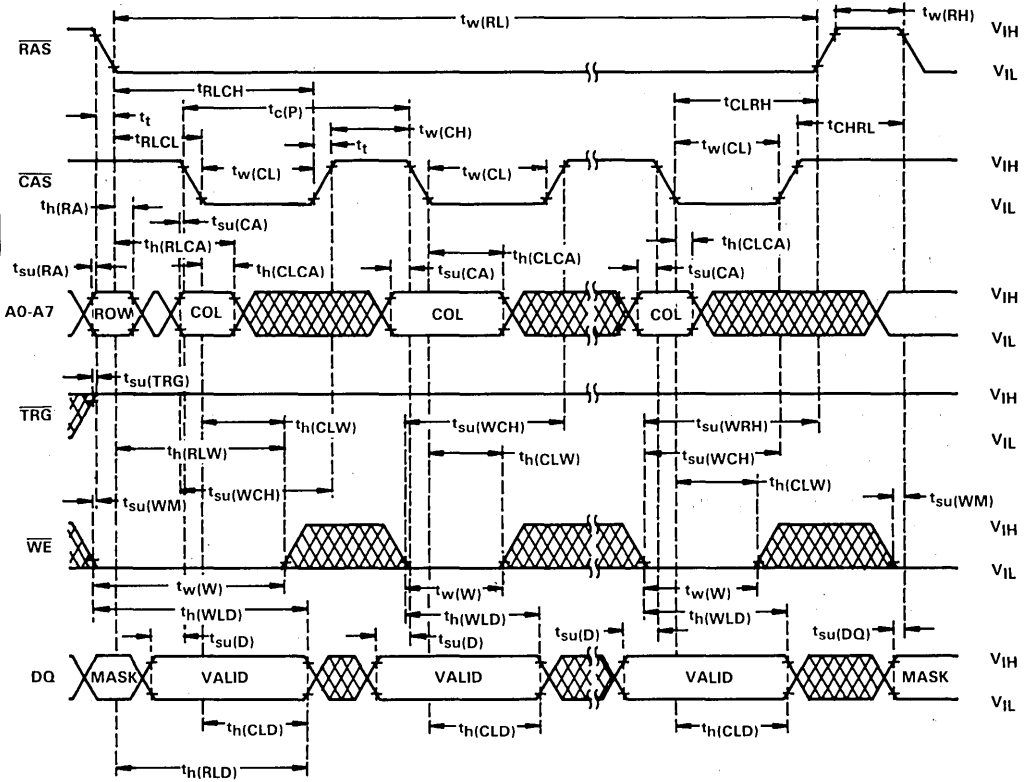 tw(RL) tw(RH)
RAS VIH
VIL
tRLCH
tc(P) tCLRH
tt tw(CH) tCHRL
tRLCL tt
tw(CL) tw(CL) tw(CL)
CAS VIH
VIL
th(RA) tsu(CA)
th(RLCA) th(CLCA) th(CLCA)
tsu(RA) th(CLCA) tsu(CA) tsu(CA)
A0-A7 ROW COL COL COL VIH
VIL
tsu(TRG)
TRG VIH
VIL
th(CLW) tsu(WCH) tsu(WRH)
th(RLW) th(CLW) tsu(WCH)
tsu(WM) tsu(WCH) th(CLW) tsu(WM)
WE VIH
VIL
tw(W) tw(W) tw(W)
th(WLD) th(WLD) th(WLD)
tsu(D) tsu(D) tsu(D) tsu(DQ)
DQ MASK VALID VALID VALID MASK VIH
VIL
th(CLD) th(CLD) th(CLD)
th(RLD)